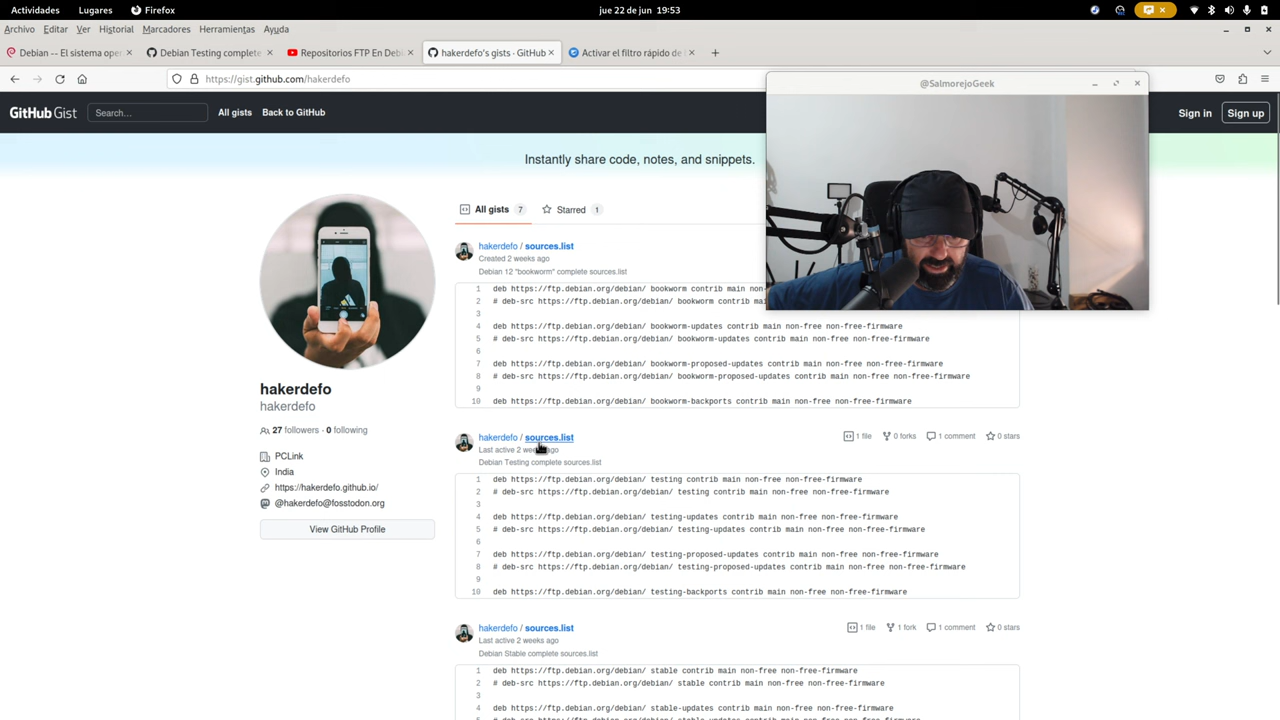 Actividades Lugares Firefox jue 22 de jun 19:53
Archivo Editar Ver Historial Marcadores Herramientas Ayuda
Debian -- El sistema oper Debian Testing complete Repositorios FTP En Debi hakerdefo's gists · GitHub Activar el filtro rápido de
https://gist.github.com/hakerdefo
@SalmorejoGeek
GitHub Gist Search... All gists Back to GitHub Sign in Sign up
Instantly share code, notes, and snippets.
All gists 7 Starred 1
hakerdefo / sources.list
Created 2 weeks ago
Debian 12 "bookworm" complete sources.list
1 deb https://ftp.debian.org/debian/ bookworm contrib main non-
2 # deb-src https://ftp.debian.org/debian/ bookworm contrib mai
3
4 deb https://ftp.debian.org/debian/ bookworm-updates contrib main non-free non-free-firmware
5 # deb-src https://ftp.debian.org/debian/ bookworm-updates contrib main non-free non-free-firmware
6
7 deb https://ftp.debian.org/debian/ bookworm-proposed-updates contrib main non-free non-free-firmware
8 # deb-src https://ftp.debian.org/debian/ bookworm-proposed-updates contrib main non-free non-free-firmware
9
10 deb https://ftp.debian.org/debian/ bookworm-backports contrib main non-free non-free-firmware
hakerdefo
hakerdefo
27 followers · 0 following
PCLink
India
https://hakerdefo.github.io/
@hakerdefo@fosstodon.org
View GitHub Profile
hakerdefo / sources.list 1 file 0 forks 1 comment 0 stars
Last active 2 weeks ago
Debian Testing complete sources.list
1 deb https://ftp.debian.org/debian/ testing contrib main non-free non-free-firmware
2 # deb-src https://ftp.debian.org/debian/ testing contrib main non-free non-free-firmware
3
4 deb https://ftp.debian.org/debian/ testing-updates contrib main non-free non-free-firmware
5 # deb-src https://ftp.debian.org/debian/ testing-updates contrib main non-free non-free-firmware
6
7 deb https://ftp.debian.org/debian/ testing-proposed-updates contrib main non-free non-free-firmware
8 # deb-src https://ftp.debian.org/debian/ testing-proposed-updates contrib main non-free non-free-firmware
9
10 deb https://ftp.debian.org/debian/ testing-backports contrib main non-free non-free-firmware
hakerdefo / sources.list 1 file 1 fork 1 comment 0 stars
Last active 2 weeks ago
Debian Stable complete sources.list
1 deb https://ftp.debian.org/debian/ stable contrib main non-free non-free-firmware
2 # deb-src https://ftp.debian.org/debian/ stable contrib main non-free non-free-firmware
3
4 deb https://ftp.debian.org/debian/ stable-updates contrib main non-free non-free-firmware